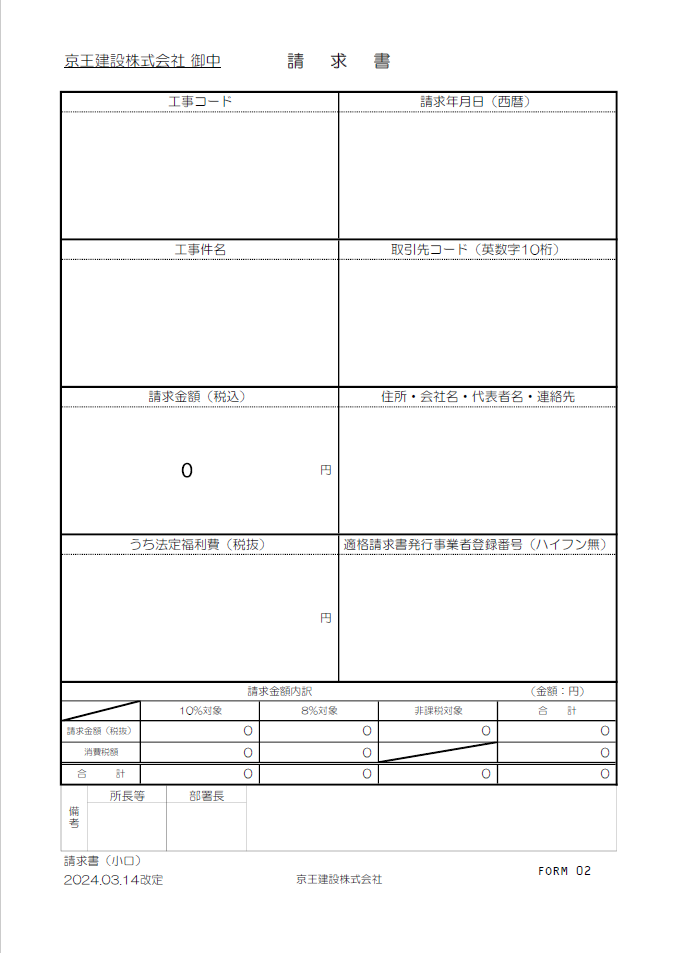 京王建設株式会社 御中 請 求 書
工事コード 請求年月日（西暦）
工事件名 取引先コード（英数字10桁）
請求金額（税込） 住所・会社名・代表者名・連絡先
0 円
うち法定福利費（税抜） 適格請求書発行事業者登録番号（ハイフン無）
円
請求金額内訳 （金額：円）
10%対象 8%対象 非課税対象 合 計
請求金額（税抜） 0 0 0 0
消費税額 0 0 0
合 計 0 0 0 0
備考 所長等 部署長
請求書（小口）
2024.03.14改定 京王建設株式会社 FORM 02